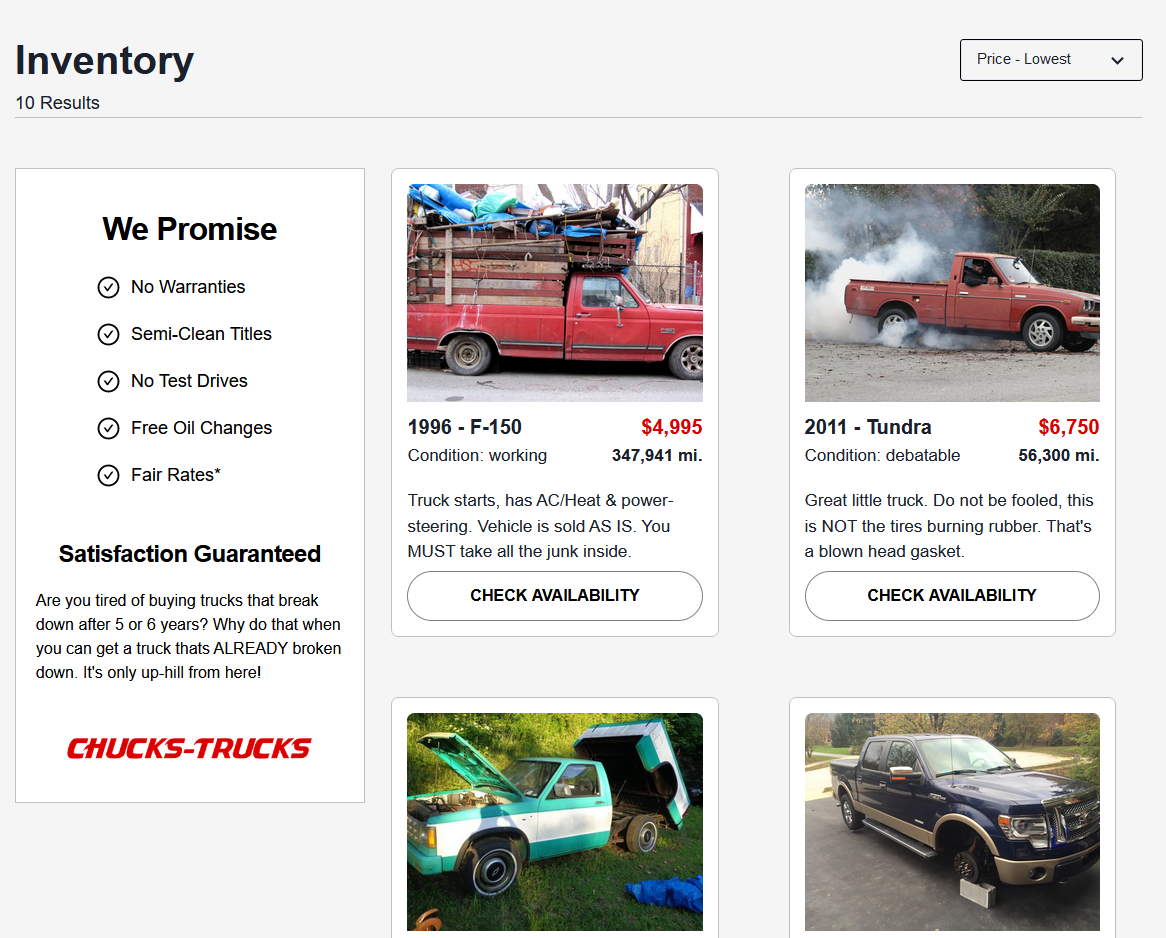 Inventory
Price - Lowest
10 Results
We Promise
No Warranties
Semi-Clean Titles
No Test Drives
Free Oil Changes
Fair Rates*
Satisfaction Guaranteed
Are you tired of buying trucks that break
down after 5 or 6 years? Why do that when
you can get a truck thats ALREADY broken
down. It's only up-hill from here!
CHUCKS-TRUCKS
1996 - F-150
$4,995
Condition: working
347,941 mi.
Truck starts, has AC/Heat & power-
steering. Vehicle is sold AS IS. You
MUST take all the junk inside.
CHECK AVAILABILITY
2011 - Tundra
$6,750
Condition: debatable
56,300 mi.
Great little truck. Do not be fooled, this
is NOT the tires burning rubber. That's
a blown head gasket.
CHECK AVAILABILITY